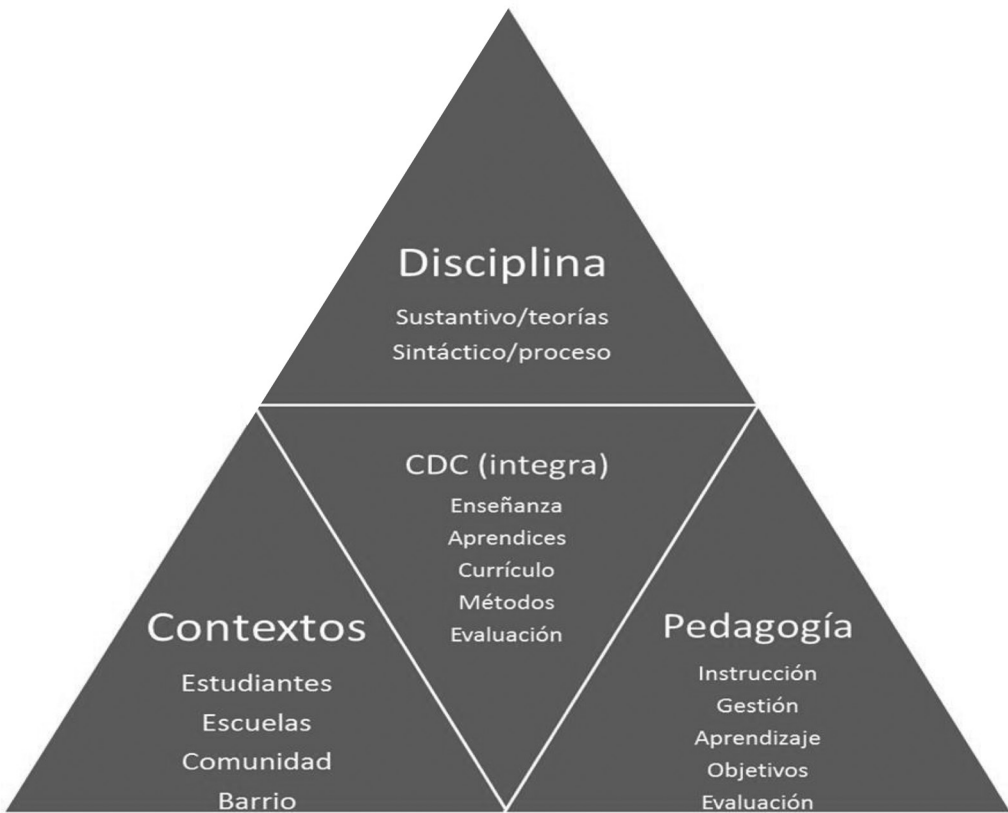 Disciplina
Sustantivo/teorías
Sintáctico/proceso
CDC (integra)
Enseñanza
Aprendices
Currículo
Métodos
Evaluación
Contextos
Estudiantes
Escuelas
Comunidad
Barrio
Pedagogía
Instrucción
Gestión
Aprendizaje
Objetivos
Evaluación